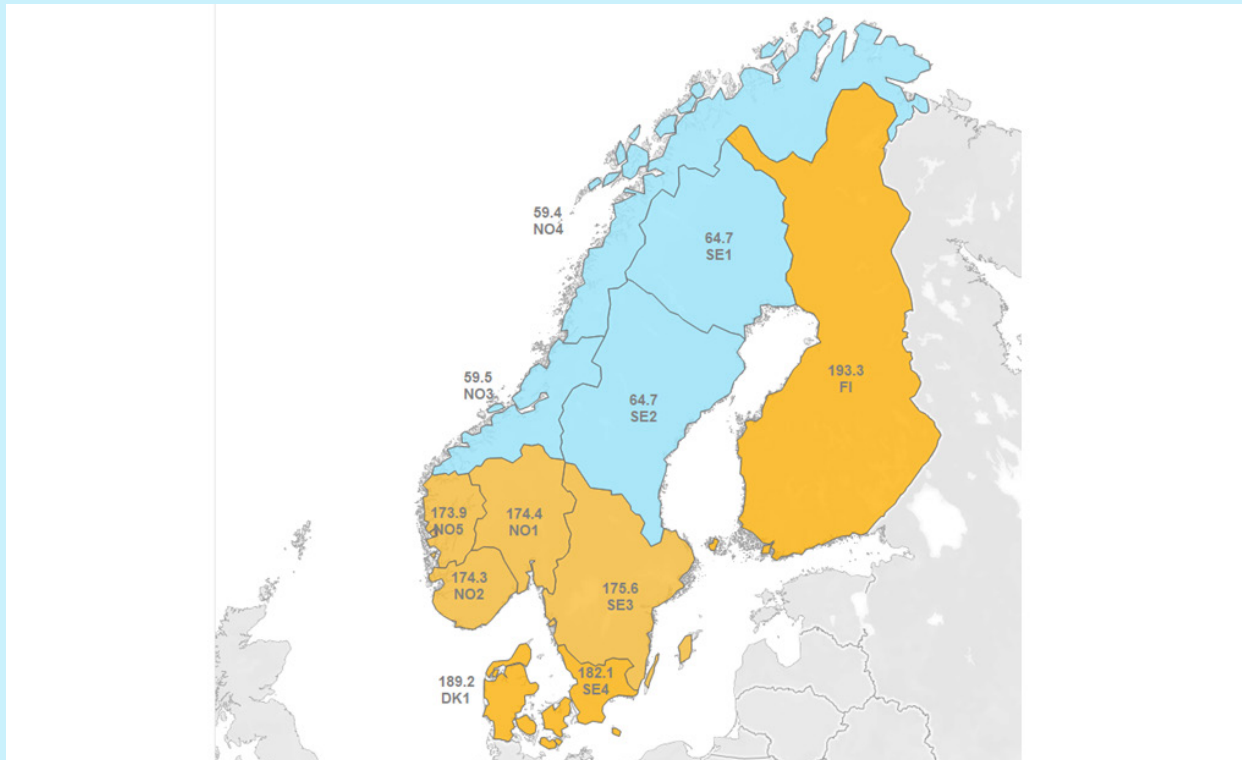 59.4
NO4
64.7
SE1
193.3
FI
59.5
NO3
64.7
SE2
173.9
NO5
174.4
NO1
174.3
NO2
175.6
SE3
189.2
DK1
182.1
SE4